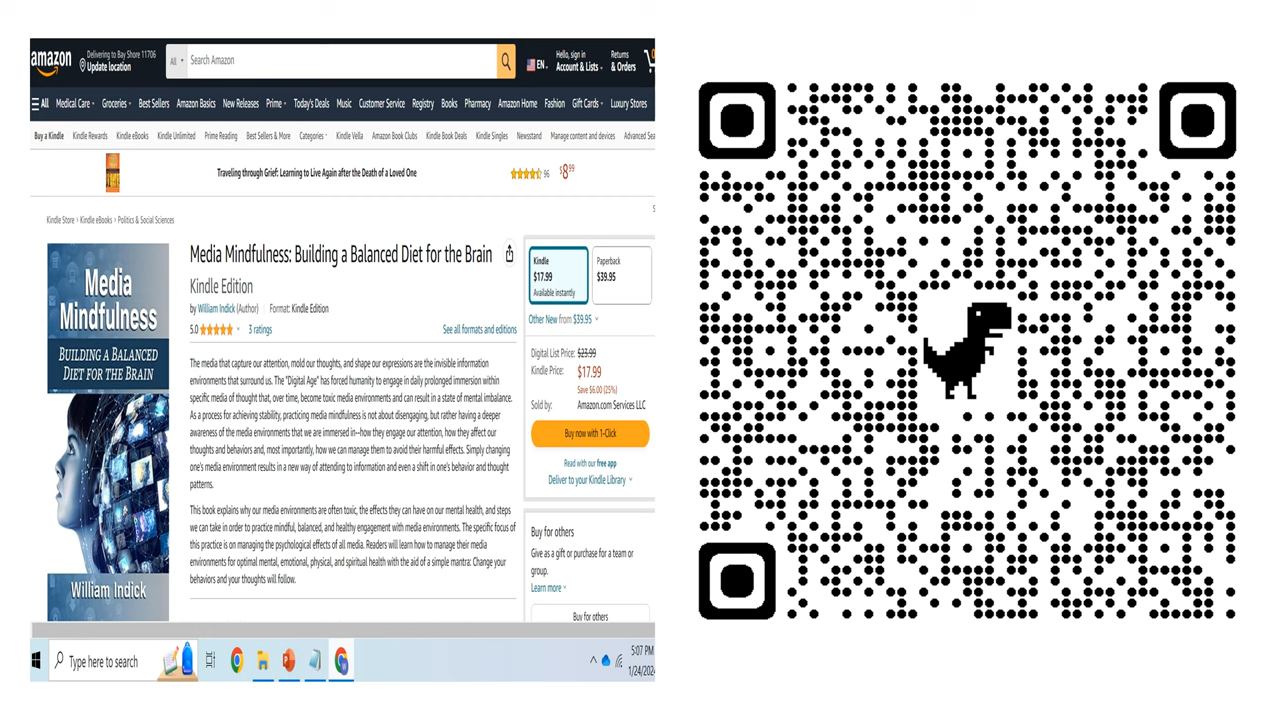 amazon
Delivering to Bay Shore 11706
Update location
All
Search Amazon
EN
Hello, sign in
Account & Lists
Returns
& Orders
All
Medical Care
Groceries
Best Sellers
Amazon Basics
New Releases
Prime
Today's Deals
Music
Customer Service
Registry
Books
Pharmacy
Amazon Home
Fashion
Gift Cards
Luxury Stores
Buy a Kindle
Kindle Rewards
Kindle eBooks
Kindle Unlimited
Prime Reading
Best Sellers & More
Categories
Kindle Vella
Amazon Book Clubs
Kindle Book Deals
Kindle Singles
Newsstand
Manage content and devices
Advanced Sea
Traveling through Grief: Learning to Live Again after the Death of a Loved One
96
$8.99
Kindle Store › Kindle eBooks › Politics & Social Sciences
Media
Mindfulness
BUILDING A BALANCED
DIET FOR THE BRAIN
William Indick
Media Mindfulness: Building a Balanced Diet for the Brain
Kindle Edition
by William Indick (Author) Format: Kindle Edition
5.0
3 ratings
See all formats and editions
The media that capture our attention, mold our thoughts, and shape our expressions are the invisible information
environments that surround us. The "Digital Age" has forced humanity to engage in daily prolonged immersion within
specific media of thought that, over time, become toxic media environments and can result in a state of mental imbalance.
As a process for achieving stability, practicing media mindfulness is not about disengaging, but rather having a deeper
awareness of the media environments that we are immersed in—how they engage our attention, how they affect our
thoughts and behaviors and, most importantly, how we can manage them to avoid their harmful effects. Simply changing
one's media environment results in a new way of attending to information and even a shift in one's behavior and thought
patterns.
This book explains why our media environments are often toxic, the effects they can have on our mental health, and steps
we can take in order to practice mindful, balanced, and healthy engagement with media environments. The specific focus of
this practice is on managing the psychological effects of all media. Readers will learn how to manage their media
environments for optimal mental, emotional, physical, and spiritual health with the aid of a simple mantra: Change your
behaviors and your thoughts will follow.
Kindle
$17.99
Available instantly
Paperback
$39.95
Other New from $39.95
Digital List Price: $23.99
Kindle Price: $17.99
Save $6.00 (25%)
Sold by: Amazon.com Services LLC
Buy now with 1-Click
Read with our free app
Deliver to your Kindle Library
Buy for others
Give as a gift or purchase for a team or
group.
Learn more
Buy for others
Type here to search
5:07 PM
1/24/2024